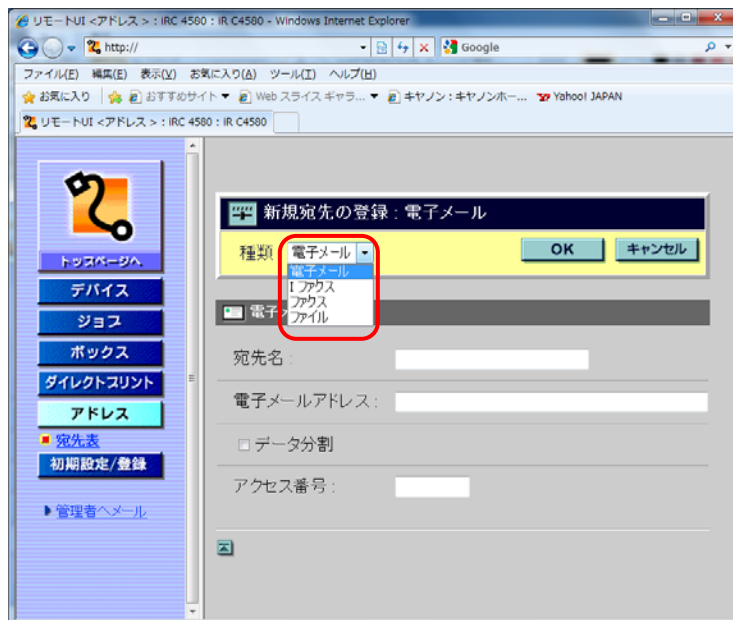 リモートUI <アドレス > : iRC 4580 : iR C4580 - Windows Internet Explorer
http://
Google
ファイル(F) 編集(E) 表示(V) お気に入り(A) ツール(T) ヘルプ(H)
お気に入り おすすめサイト ▼ Web スライス ギャラ... ▼ キヤノン：キヤノンホー... Yahoo! JAPAN
リモートUI <アドレス > : iRC 4580 : iR C4580
トップページへ
デバイス
ジョブ
ボックス
ダイレクトプリント
アドレス
宛先表
初期設定/登録
管理者へメール
新規宛先の登録 : 電子メール
種類 電子メール OK キャンセル
電子メール
I ファクス
ファクス
ファイル
電子
宛先名 :
電子メールアドレス :
データ分割
アクセス番号 :